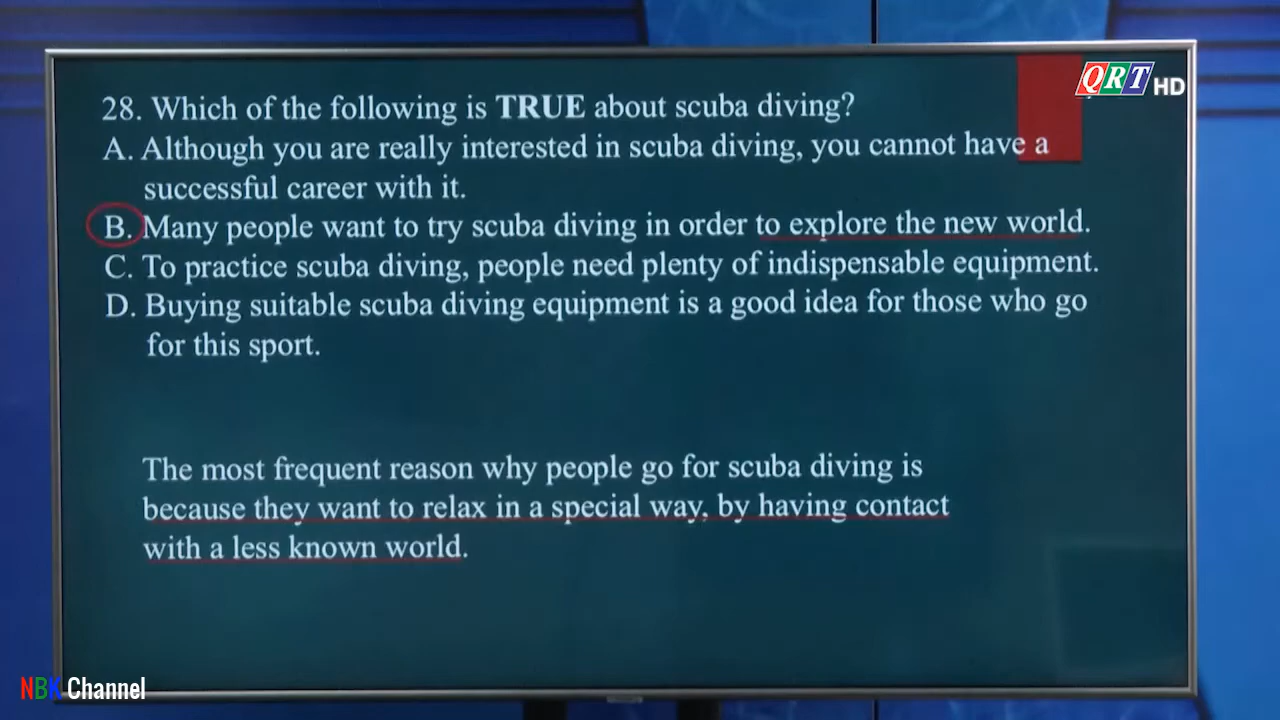 QRT HD
28. Which of the following is TRUE about scuba diving?
A. Although you are really interested in scuba diving, you cannot have a
successful career with it.
B. Many people want to try scuba diving in order to explore the new world.
C. To practice scuba diving, people need plenty of indispensable equipment.
D. Buying suitable scuba diving equipment is a good idea for those who go
for this sport.
The most frequent reason why people go for scuba diving is
because they want to relax in a special way, by having contact
with a less known world.
NBK Channel